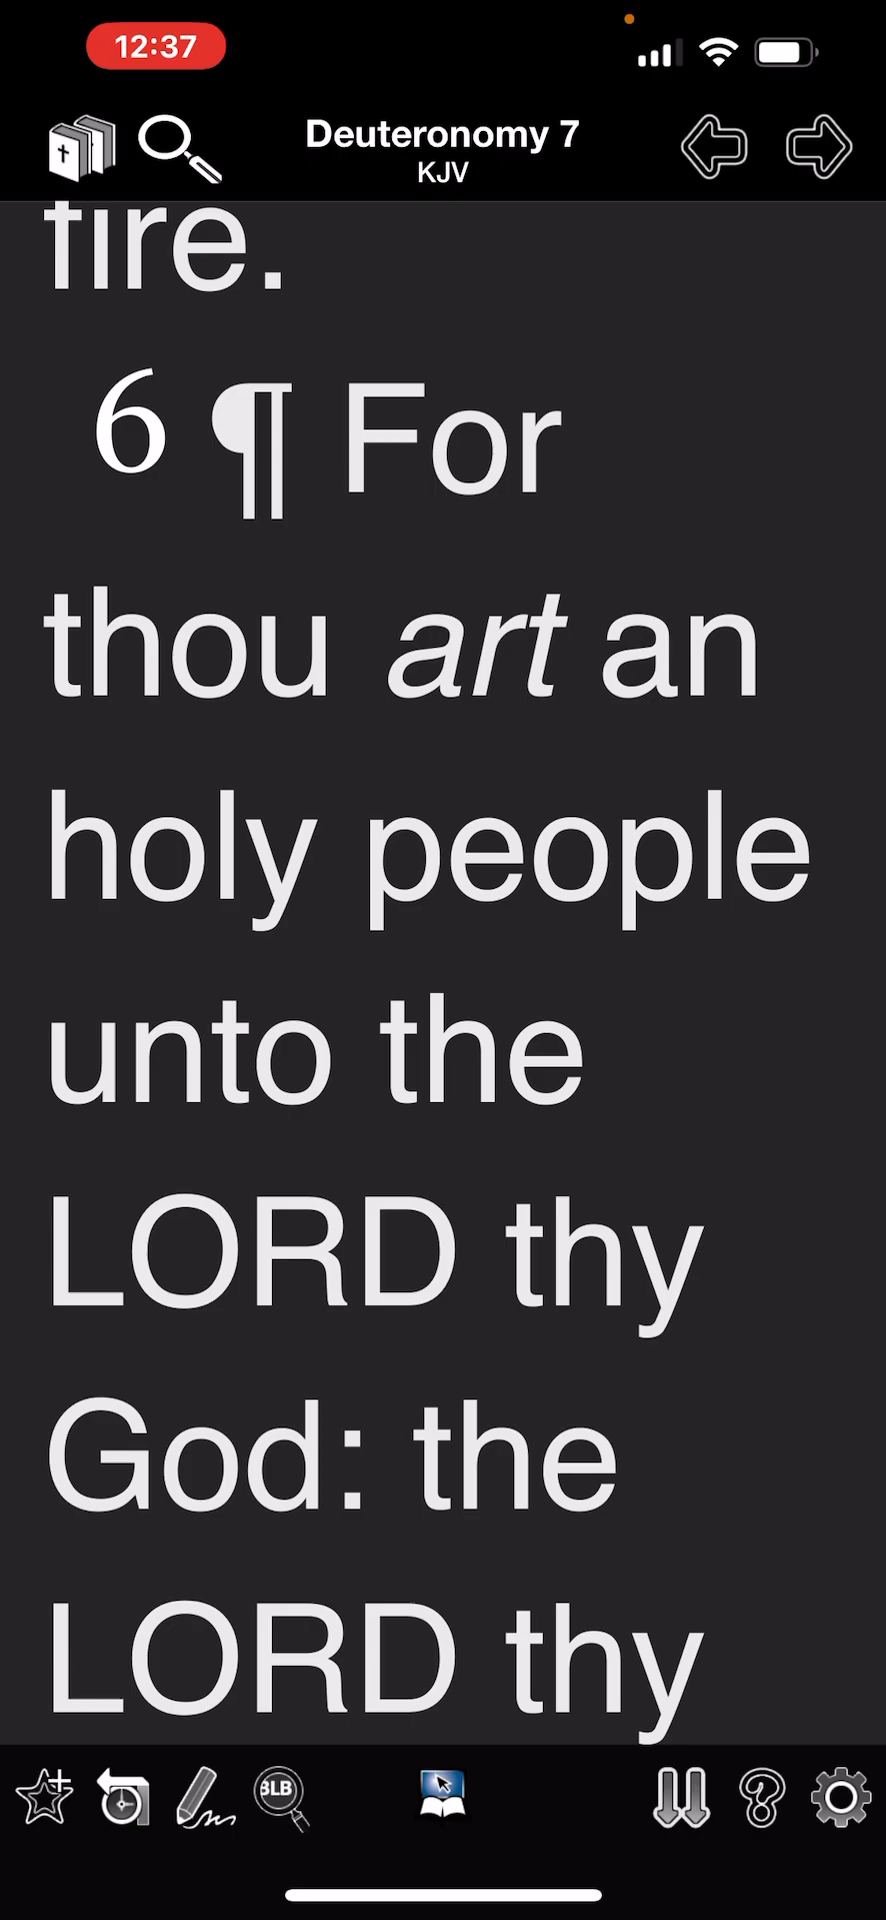 12:37
Deuteronomy 7
KJV
fire.
6 ¶ For
thou art an
holy people
unto the
LORD thy
God: the
LORD thy
BLB